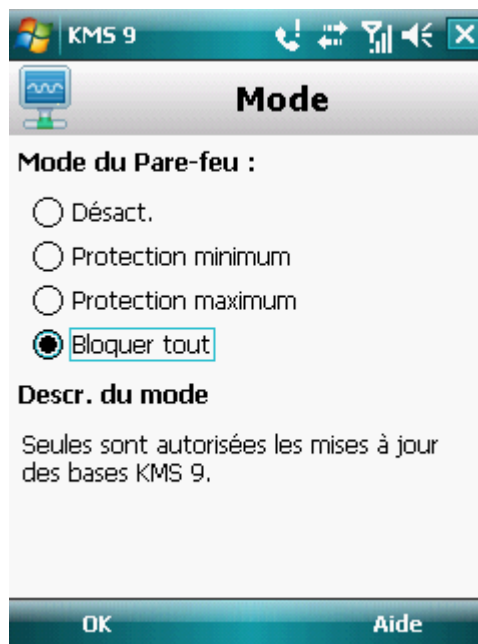 KMS 9
Mode
Mode du Pare-feu :
Désact.
Protection minimum
Protection maximum
Bloquer tout
Descr. du mode
Seules sont autorisées les mises à jour
des bases KMS 9.
OK Aide